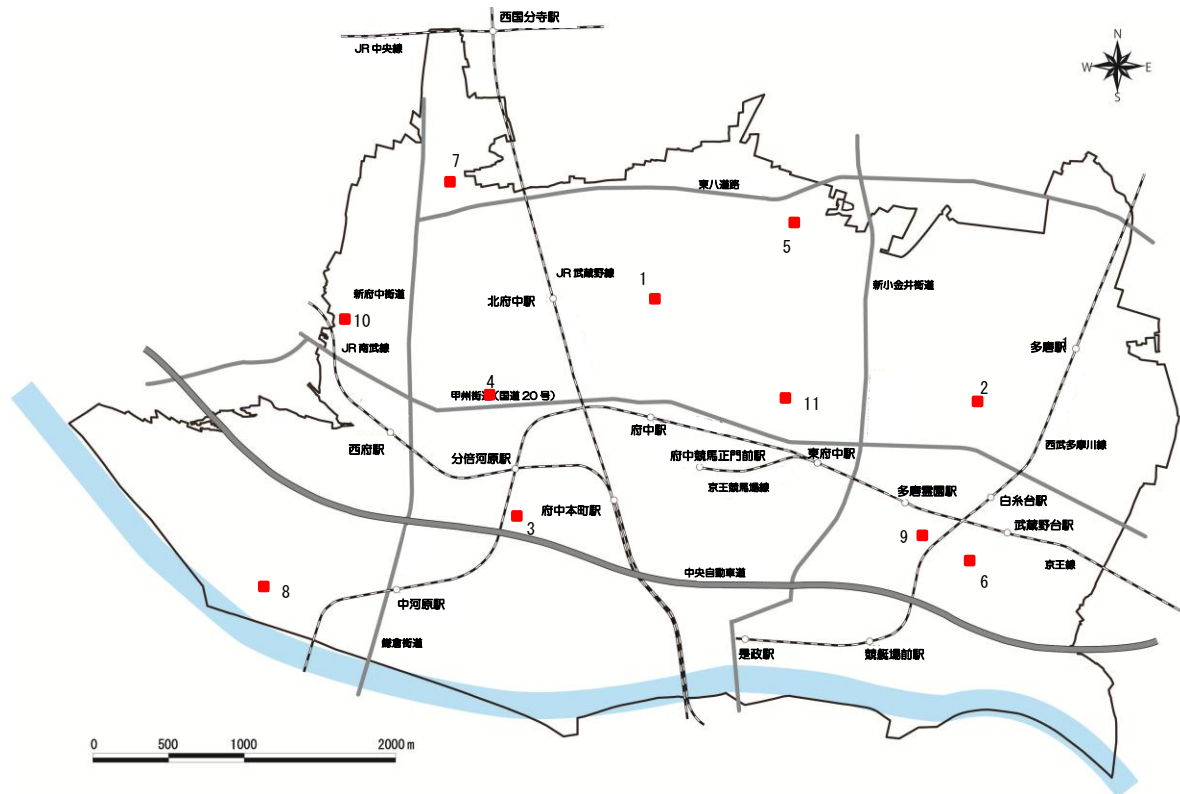 西国分寺駅
JR 中央線
N
W
E
S
7
東八道路
5
JR 武蔵野線
1
新小金井街道
新府中街道
北府中駅
10
JR 南武線
多磨駅
1
4
甲州街道(国道20号)
2
11
府中駅
西府駅
分倍河原駅
府中競馬正門前駅
東府中駅
西武多摩川線
京王競馬場線
府中本町駅
多磨霊園駅
白糸台駅
3
武蔵野台駅
9
京王線
6
中央自動車道
8
中河原駅
鎌倉街道
是政駅
競艇場前駅
0
500
1000
2000 m